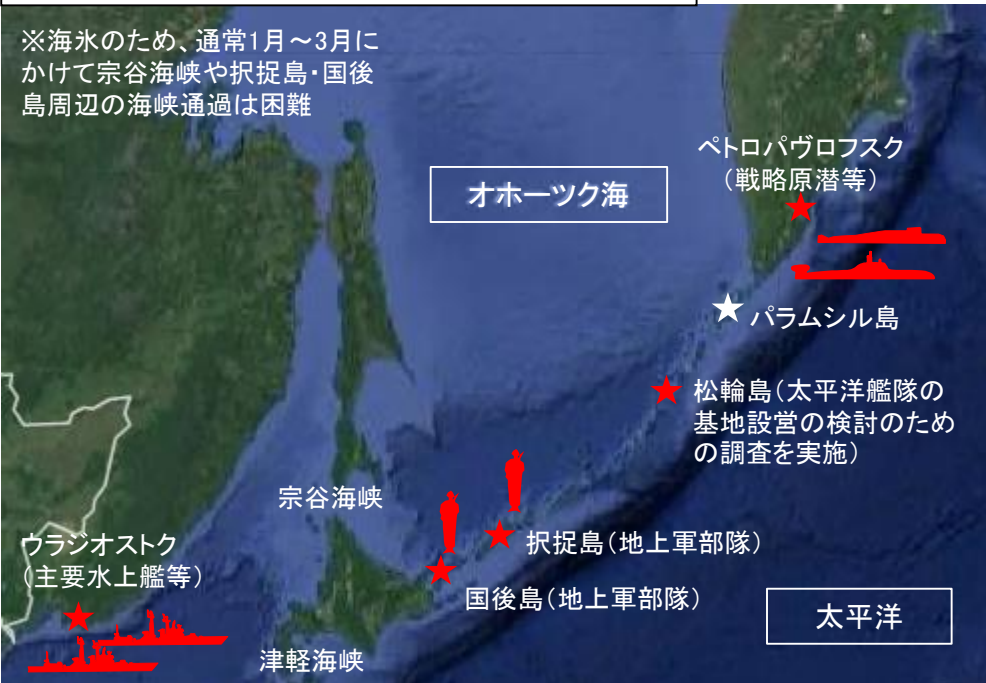 ※海氷のため、通常1月～3月に
かけて宗谷海峡や択捉島・国後
島周辺の海峡通過は困難
ペトロパヴロフスク
（戦略原潜等）
オホーツク海
パラムシル島
松輪島（太平洋艦隊の
基地設営の検討のため
の調査を実施）
宗谷海峡
ウラジオストク
（主要水上艦等）
択捉島（地上軍部隊）
国後島（地上軍部隊）
太平洋
津軽海峡